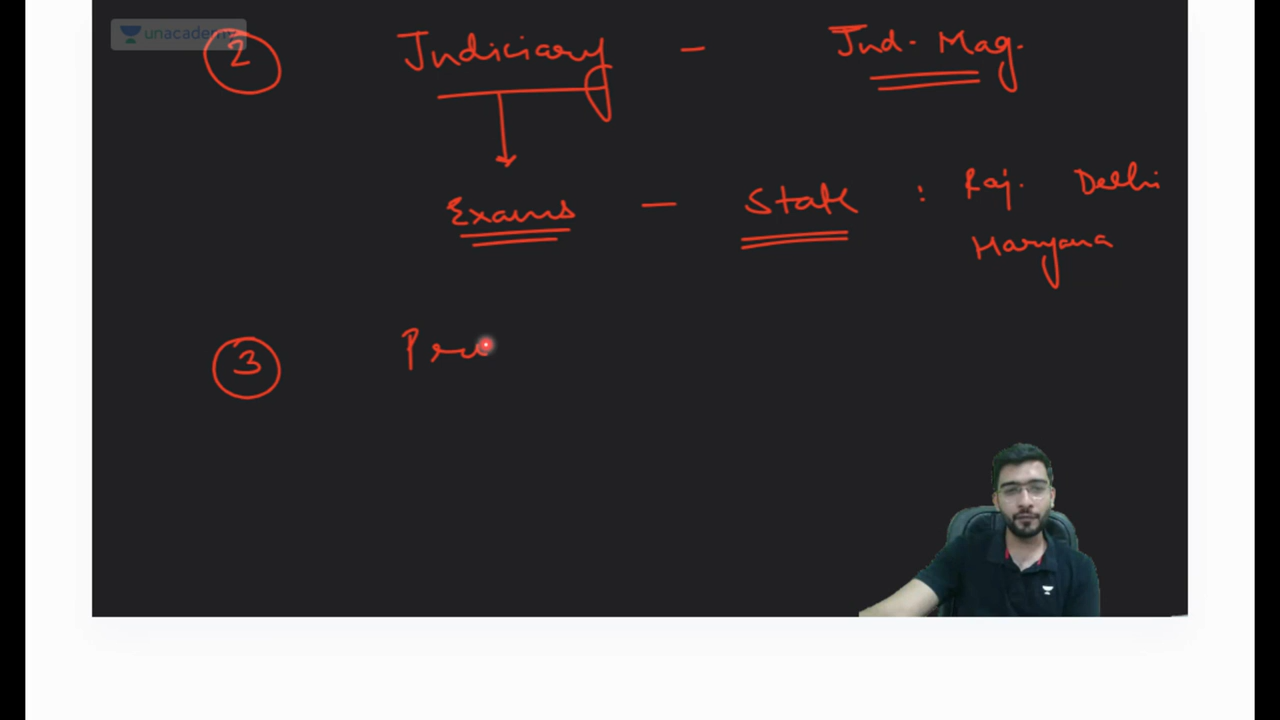 unacademy
2 Judiciary - Jud. Mag.
Exams - State : Raj. Delhi
Haryana
3